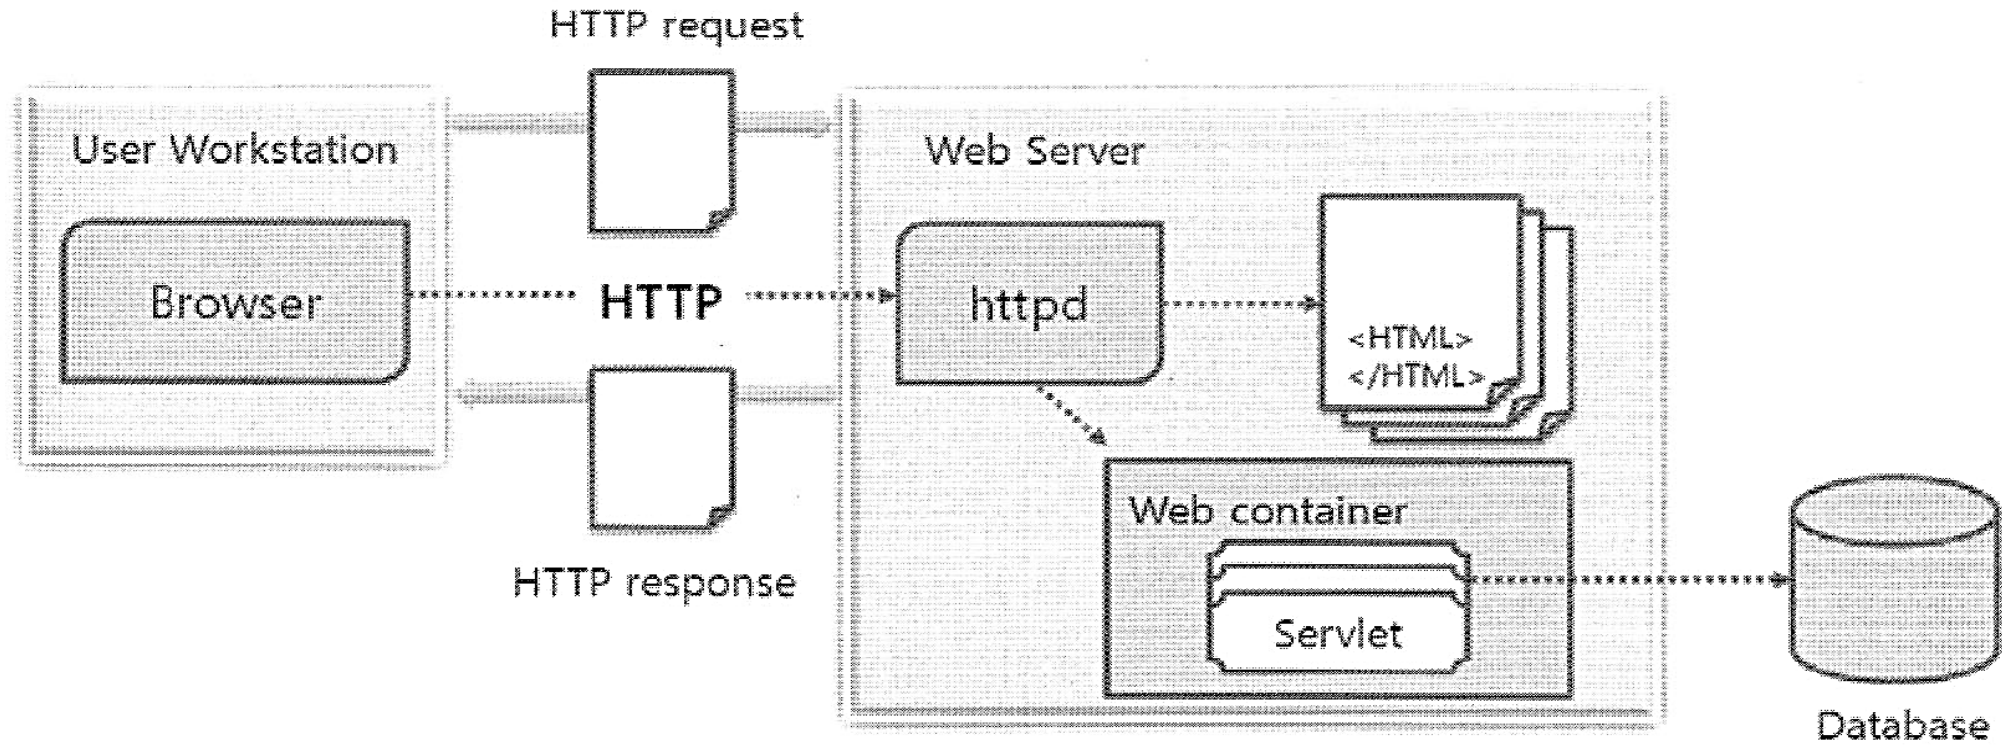 HTTP request
User Workstation
Web Server
Browser
HTTP
httpd
<HTML>
</HTML>
Web container
HTTP response
Servlet
Database